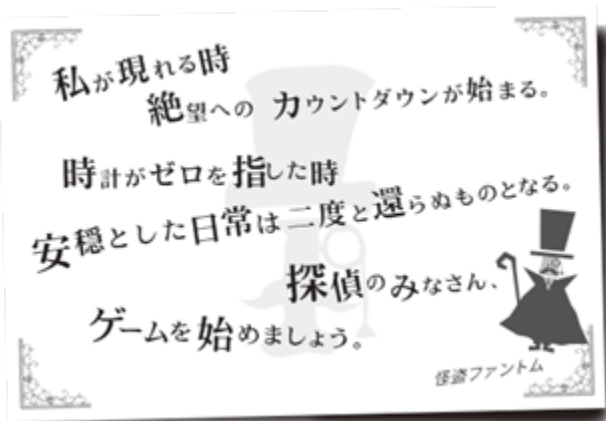 私が現れる時
絶望への カウントダウンが始まる。
時計がゼロを指した時
安穏とした日常は二度と還らぬものとなる。
探偵のみなさん、
ゲームを始めましょう。
怪盗ファントム